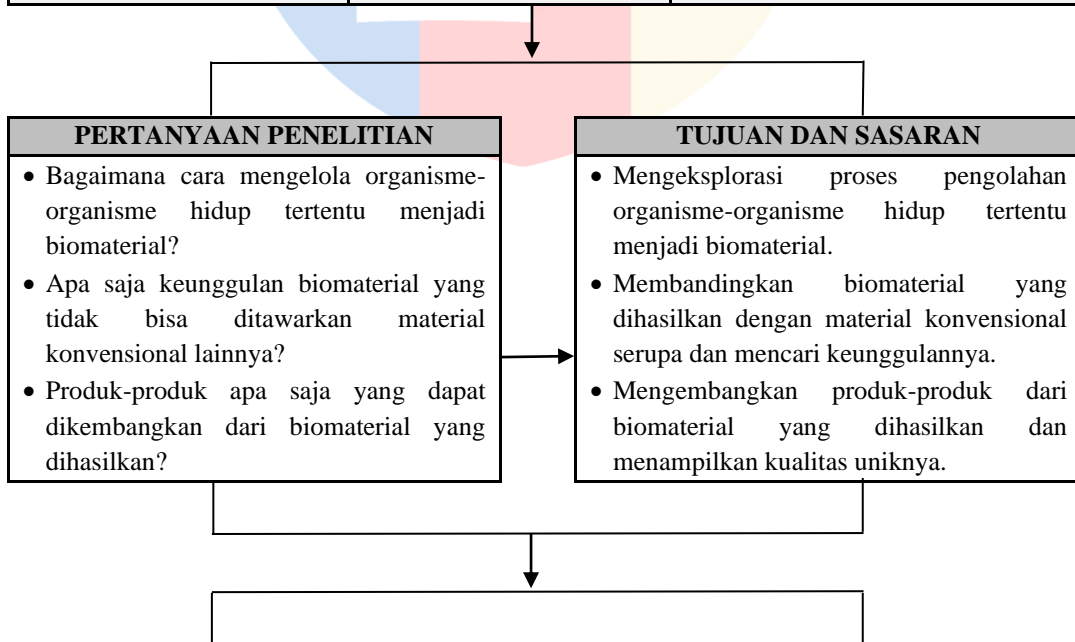 PERTANYAAN PENELITIAN
• Bagaimana cara mengelola organisme-
organisme hidup tertentu menjadi
biomaterial?
• Apa saja keunggulan biomaterial yang
tidak bisa ditawarkan material
konvensional lainnya?
• Produk-produk apa saja yang dapat
dikembangkan dari biomaterial yang
dihasilkan?
TUJUAN DAN SASARAN
• Mengeksplorasi proses pengolahan
organisme-organisme hidup tertentu
menjadi biomaterial.
• Membandingkan biomaterial yang
dihasilkan dengan material konvensional
serupa dan mencari keunggulannya.
• Mengembangkan produk-produk dari
biomaterial yang dihasilkan dan
menampilkan kualitas uniknya.